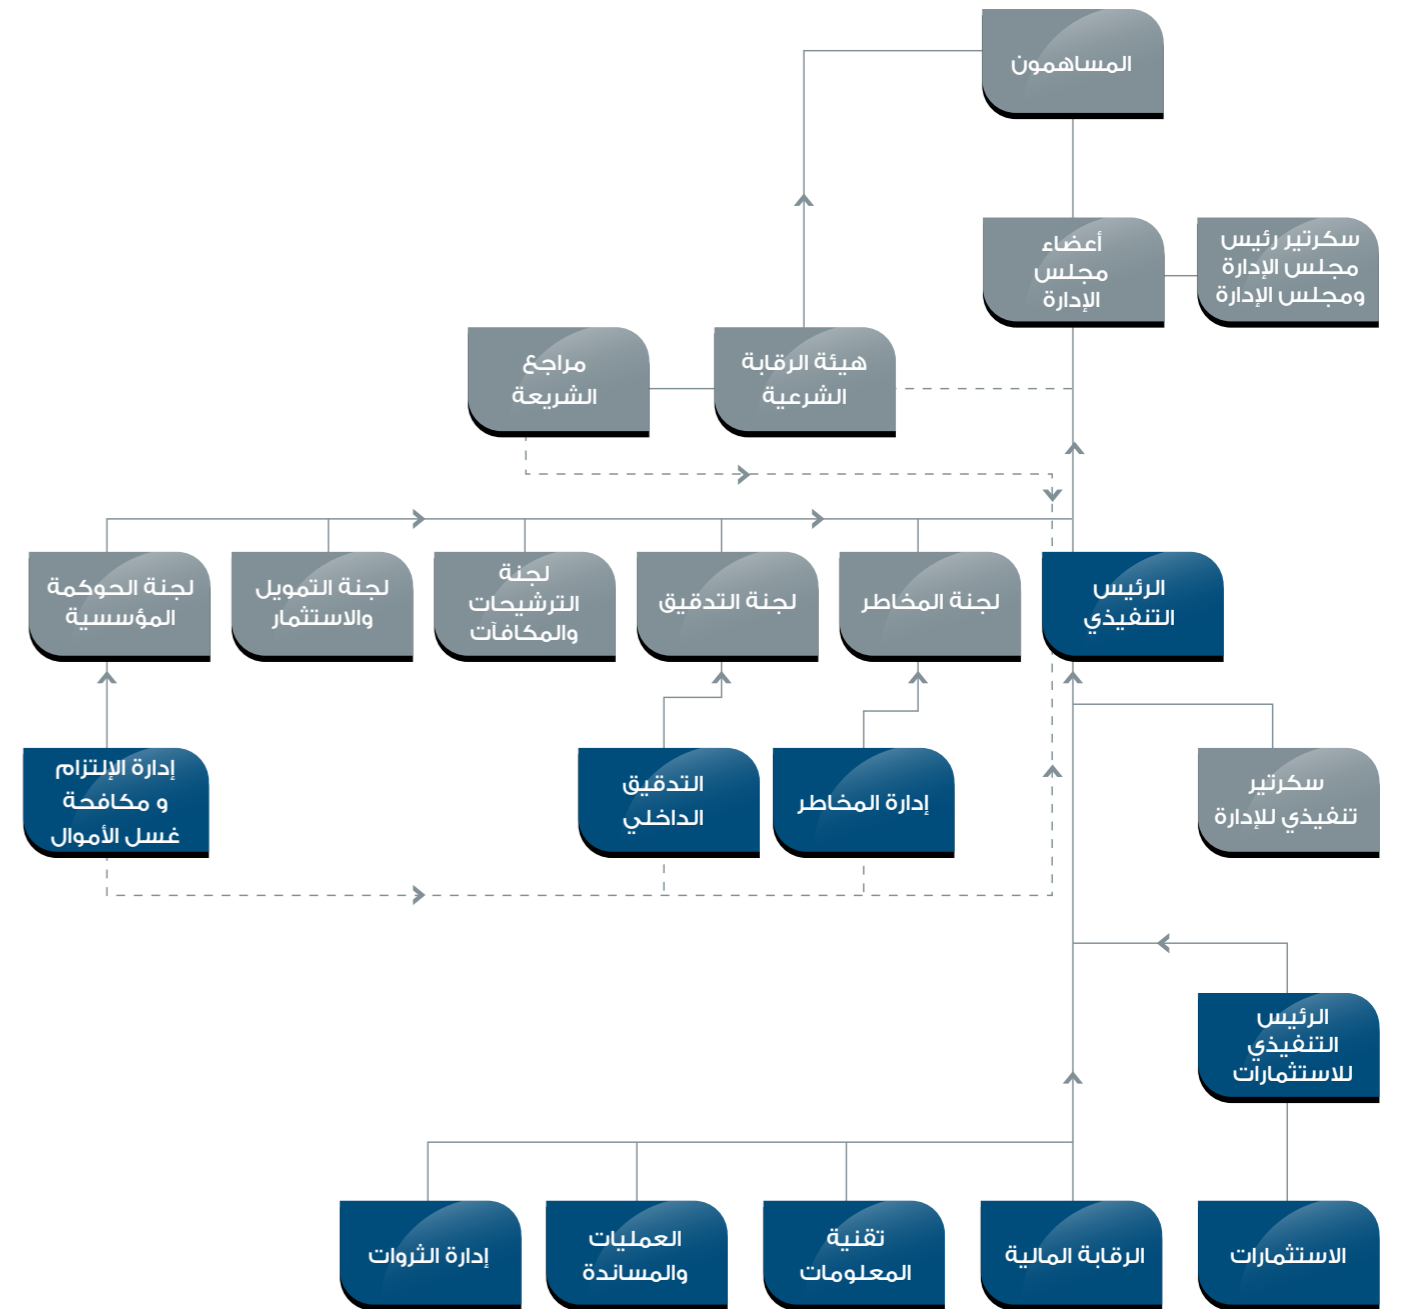 المساهمون
سكرتير رئيس
مجلس الإدارة
ومجلس الإدارة
أعضاء
مجلس
الإدارة
هيئة الرقابة
الشرعية
مراجع
الشريعة
الرئيس
التنفيذي
لجنة المخاطر
لجنة التدقيق
لجنة
الترشيحات
والمكافآت
لجنة التمويل
والاستثمار
لجنة الحوكمة
المؤسسية
سكرتير
تنفيذي للإدارة
إدارة المخاطر
التدقيق
الداخلي
إدارة الإلتزام
و مكافحة
غسل الأموال
الرئيس
التنفيذي
للاستثمارات
الاستثمارات
الرقابة المالية
تقنية
المعلومات
العمليات
والمساندة
إدارة الثروات